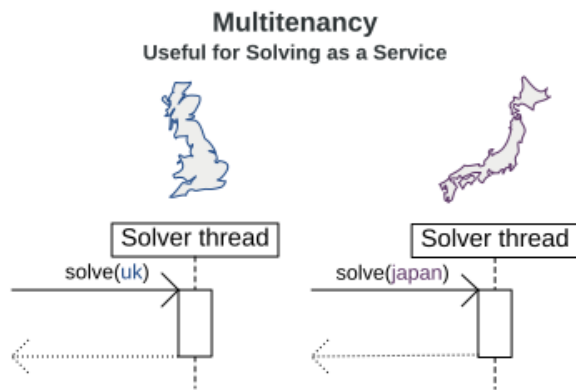 Multitenancy
Useful for Solving as a Service
Solver thread
Solver thread
solve(uk)
solve(japan)